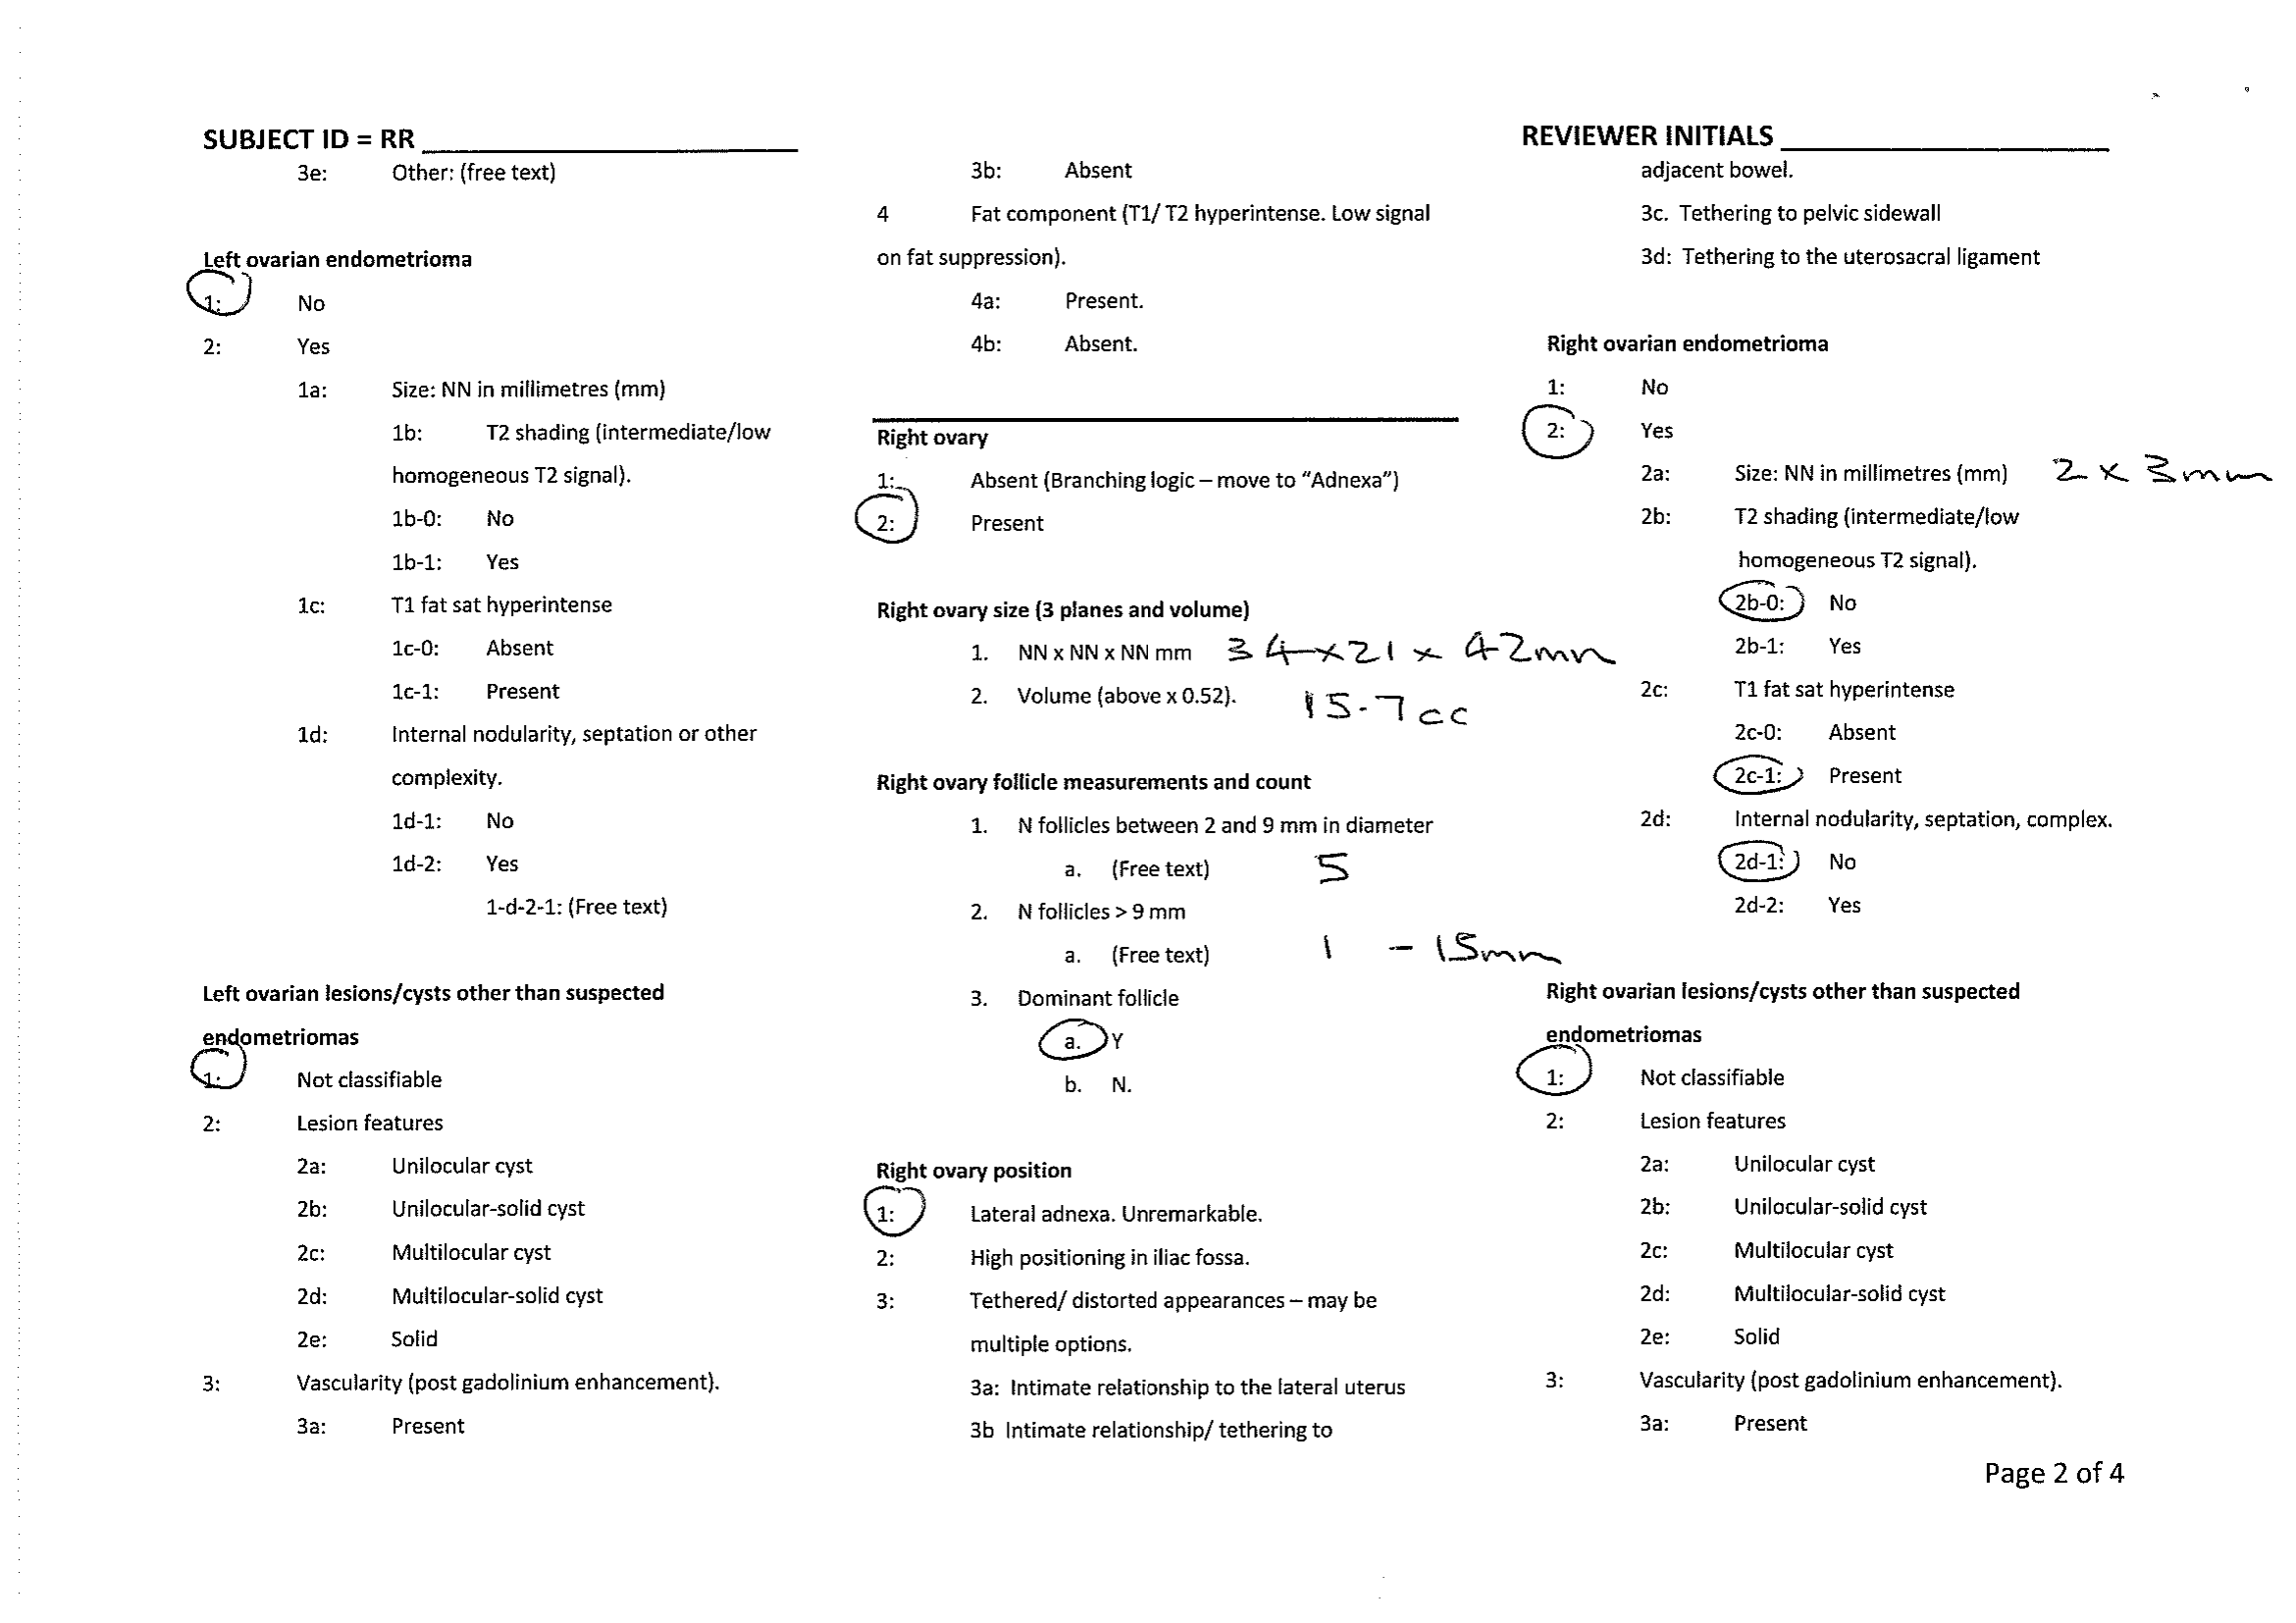 SUBJECT ID = RR
3e: Other: (free text)
Left ovarian endometrioma
1: No
2: Yes
1a: Size: NN in millimetres (mm)
1b: T2 shading (intermediate/low
homogeneous T2 signal).
1b-0: No
1b-1: Yes
1c: T1 fat sat hyperintense
1c-0: Absent
1c-1: Present
1d: Internal nodularity, septation or other
complexity.
1d-1: No
1d-2: Yes
1-d-2-1: (Free text)
Left ovarian lesions/cysts other than suspected
endometriomas
1: Not classifiable
2: Lesion features
2a: Unilocular cyst
2b: Unilocular-solid cyst
2c: Multilocular cyst
2d: Multilocular-solid cyst
2e: Solid
3: Vascularity (post gadolinium enhancement).
3a: Present
3b: Absent
4 Fat component (T1/ T2 hyperintense. Low signal
on fat suppression).
4a: Present.
4b: Absent.
Right ovary
1: Absent (Branching logic – move to “Adnexa”)
2: Present
Right ovary size (3 planes and volume)
1. NN x NN x NN mm 34 x 21 x 42mm
2. Volume (above x 0.52). 15.7cc
Right ovary follicle measurements and count
1. N follicles between 2 and 9 mm in diameter
a. (Free text) 5
2. N follicles > 9 mm
a. (Free text) 1 – 15mm
3. Dominant follicle
a. Y
b. N.
Right ovary position
1: Lateral adnexa. Unremarkable.
2: High positioning in iliac fossa.
3: Tethered/ distorted appearances – may be
multiple options.
3a: Intimate relationship to the lateral uterus
3b Intimate relationship/ tethering to
REVIEWER INITIALS
adjacent bowel.
3c. Tethering to pelvic sidewall
3d: Tethering to the uterosacral ligament
Right ovarian endometrioma
1: No
2: Yes
2a: Size: NN in millimetres (mm) 2 x 3mm
2b: T2 shading (intermediate/low
homogeneous T2 signal).
2b-0: No
2b-1: Yes
2c: T1 fat sat hyperintense
2c-0: Absent
2c-1: Present
2d: Internal nodularity, septation, complex.
2d-1: No
2d-2: Yes
Right ovarian lesions/cysts other than suspected
endometriomas
1: Not classifiable
2: Lesion features
2a: Unilocular cyst
2b: Unilocular-solid cyst
2c: Multilocular cyst
2d: Multilocular-solid cyst
2e: Solid
3: Vascularity (post gadolinium enhancement).
3a: Present
Page 2 of 4